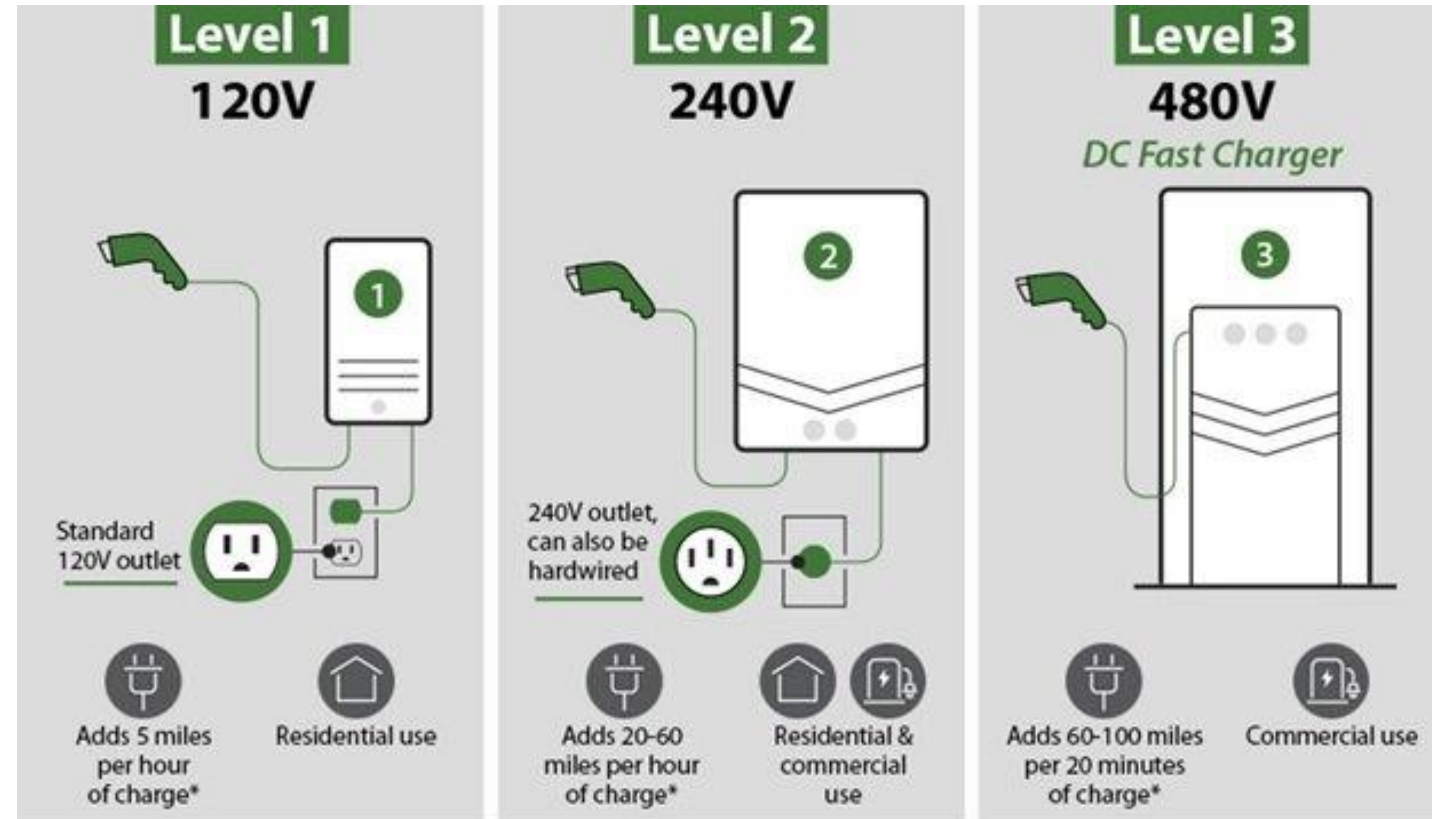 Level 1
120V
1
Standard
120V outlet
Adds 5 miles
per hour
of charge*
Residential use
Level 2
240V
2
240V outlet,
can also be
hardwired
Adds 20-60
miles per hour
of charge*
Residential &
commercial
use
Level 3
480V
DC Fast Charger
3
Adds 60-100 miles
per 20 minutes
of charge*
Commercial use